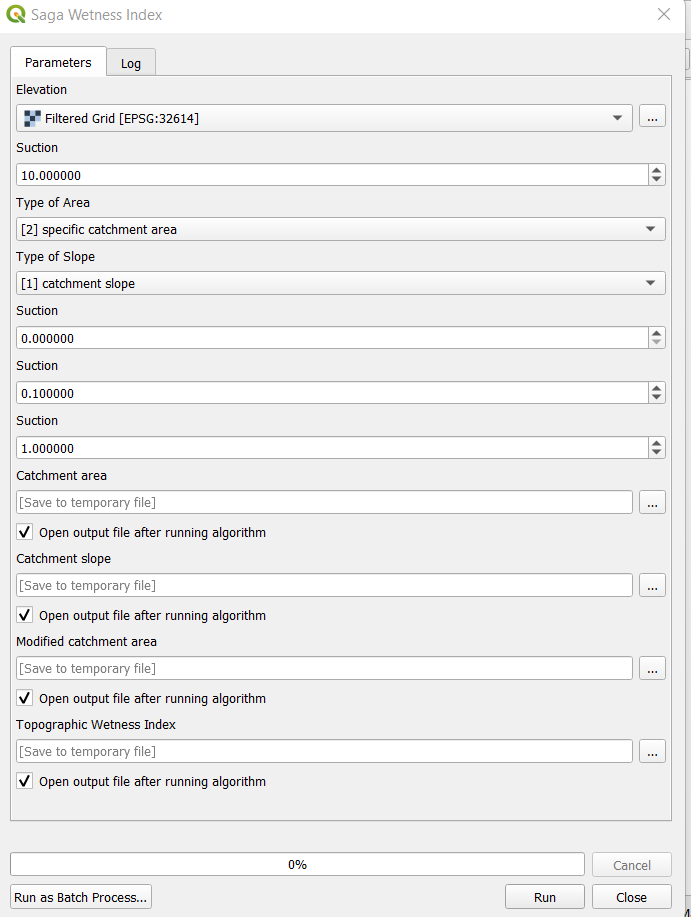 Saga Wetness Index
Parameters
Log
Elevation
Filtered Grid [EPSG:32614]
...
Suction
10.000000
Type of Area
[2] specific catchment area
Type of Slope
[1] catchment slope
Suction
0.000000
Suction
0.100000
Suction
1.000000
Catchment area
[Save to temporary file]
...
Open output file after running algorithm
Catchment slope
[Save to temporary file]
...
Open output file after running algorithm
Modified catchment area
[Save to temporary file]
...
Open output file after running algorithm
Topographic Wetness Index
[Save to temporary file]
...
Open output file after running algorithm
0%
Cancel
Run as Batch Process...
Run
Close